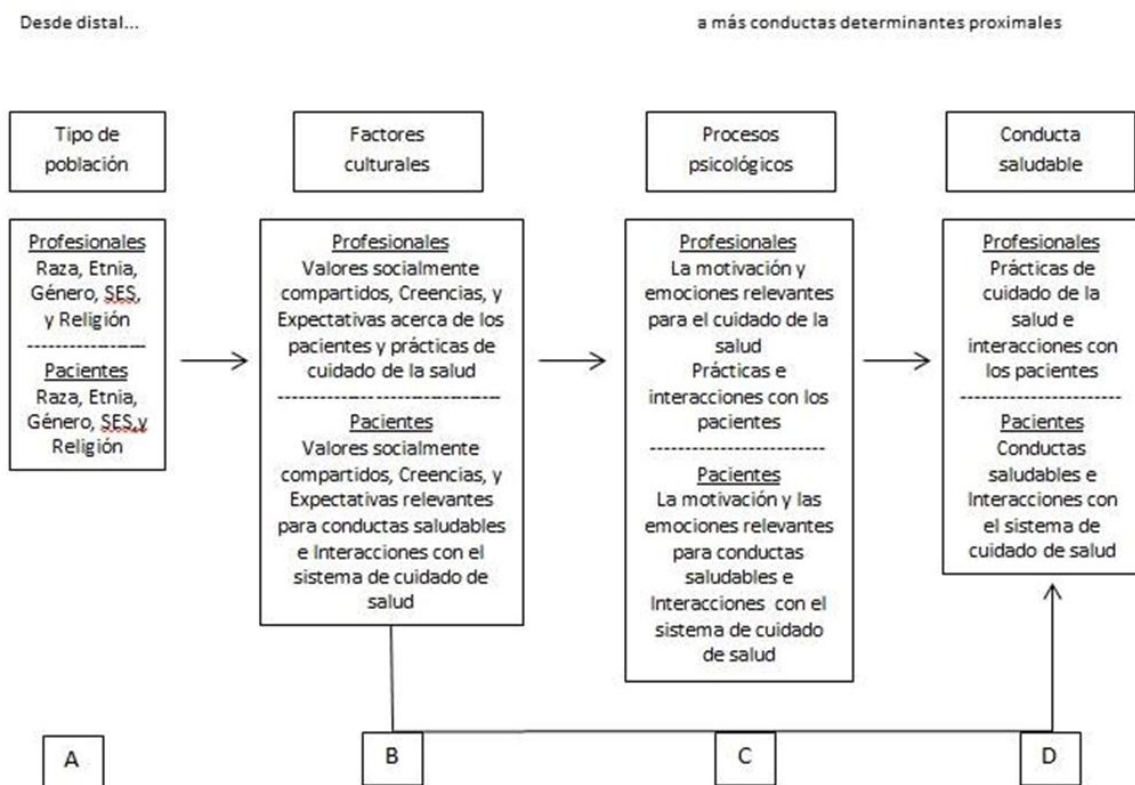 Desde distal...
a más conductas determinantes proximales
Tipo de
población
Factores
culturales
Procesos
psicológicos
Conducta
saludable
Profesionales
Raza, Etnia,
Género, SES,
y Religión
Pacientes
Raza, Etnia,
Género, SES,y
Religión
Profesionales
Valores socialmente
compartidos, Creencias, y
Expectativas acerca de los
pacientes y prácticas de
cuidado de la salud
Pacientes
Valores socialmente
compartidos, Creencias, y
Expectativas relevantes
para conductas saludables
e Interacciones con el
sistema de cuidado de
salud
Profesionales
La motivación y
emociones relevantes
para el cuidado de la
salud
Prácticas e
interacciones con los
pacientes
Pacientes
La motivación y las
emociones relevantes
para conductas
saludables e
Interacciones con el
sistema de cuidado
de salud
Profesionales
Prácticas de
cuidado de la
salud e
interacciones con
los pacientes
Pacientes
Conductas
saludables e
Interacciones con
el sistema de
cuidado de salud
A
B
C
D